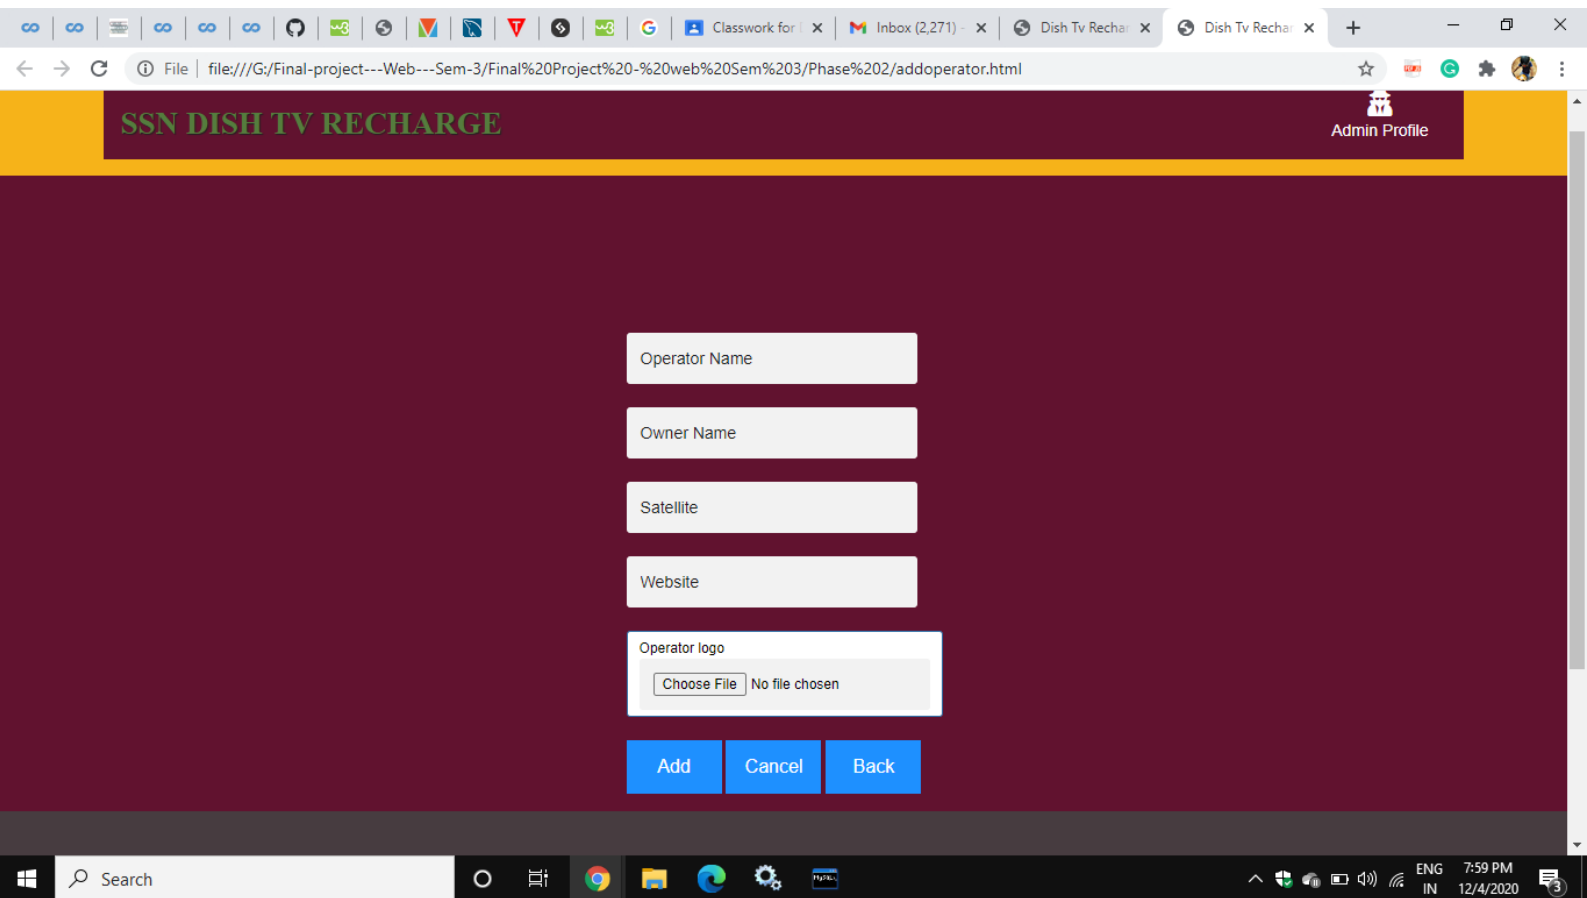 Classwork for
Inbox (2,271) -
Dish Tv Rechar
Dish Tv Rechar
File
file:///G:/Final-project---Web---Sem-3/Final%20Project%20-%20web%20Sem%203/Phase%202/addoperator.html
SSN DISH TV RECHARGE
Admin Profile
Operator Name
Owner Name
Satellite
Website
Operator logo
Choose File No file chosen
Add Cancel Back
Search
ENG
IN
7:59 PM
12/4/2020
3